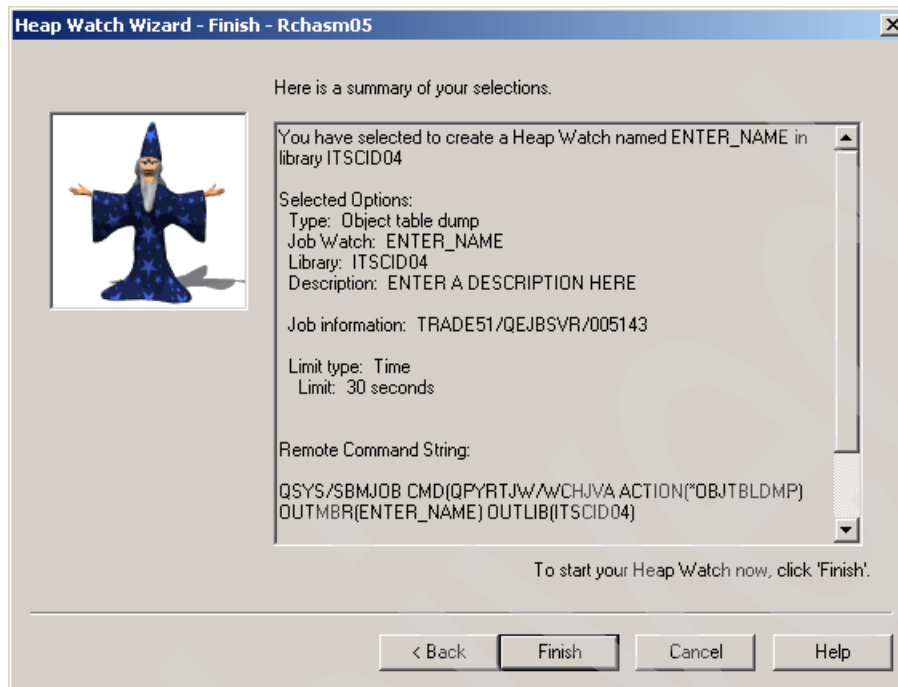 Heap Watch Wizard - Finish - Rchasm05
Here is a summary of your selections.
You have selected to create a Heap Watch named ENTER_NAME in
library ITSCID04
Selected Options:
Type: Object table dump
Job Watch: ENTER_NAME
Library: ITSCID04
Description: ENTER A DESCRIPTION HERE
Job information: TRADE51/QEJBSVR/005143
Limit type: Time
Limit: 30 seconds
Remote Command String:
QSYS/SBMJOB CMD(QPYRTJW/WCHJVA ACTION(*OBJTBLDMP)
OUTMBR(ENTER_NAME) OUTLIB(ITSCID04)
To start your Heap Watch now, click 'Finish'.
< Back Finish Cancel Help